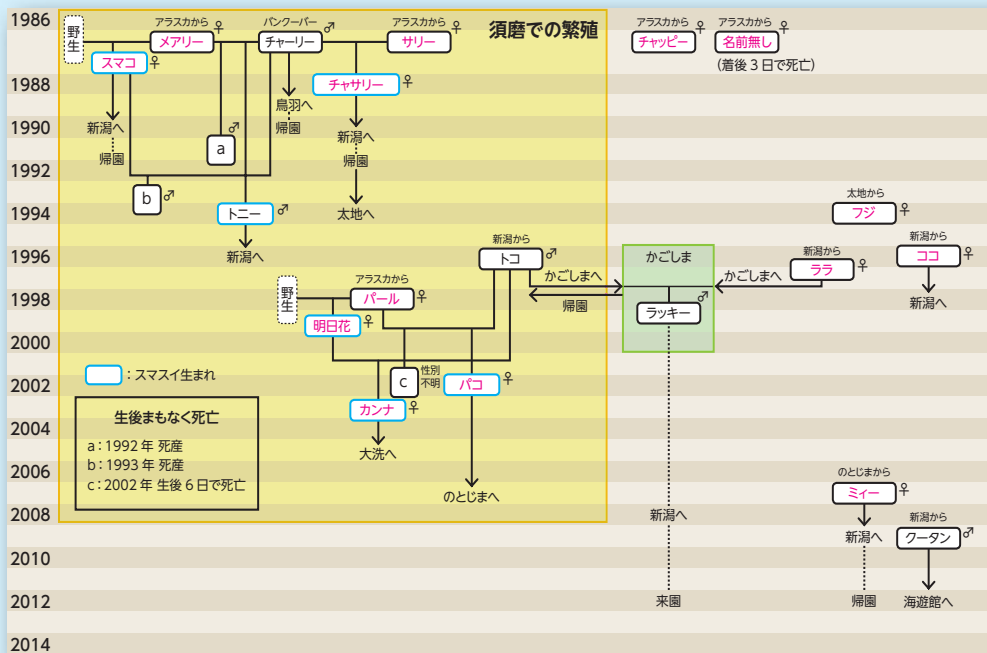 1986
1988
1990
1992
1994
1996
1998
2000
2002
2004
2006
2008
2010
2012
2014
須磨での繁殖
野生
アラスカから
メアリー ♀
バンクーバー
チャーリー ♂
アラスカから
サリー ♀
スマコ ♀
チャサリー ♀
新潟へ
帰園
鳥羽へ
帰園
新潟へ
帰園
太地へ
a ♂
b ♂
トニー ♂
新潟へ
新潟から
トコ ♂
かごしまへ
帰園
野生
アラスカから
パール ♀
明日花 ♀
c
性別
不明
パコ ♀
カンナ ♀
大洗へ
のとじまへ
：スマスイ生まれ
生後まもなく死亡
a：1992 年 死産
b：1993 年 死産
c：2002 年 生後 6 日で死亡
アラスカから
チャッピー ♀
アラスカから
名前無し ♀
(着後 3 日で死亡)
太地から
フジ ♀
かごしま
ラッキー ♂
かごしまへ
新潟から
ララ ♀
新潟から
ココ ♀
新潟へ
新潟へ
来園
のとじまから
ミィー ♀
新潟へ
帰園
新潟から
クータン ♂
海遊館へ